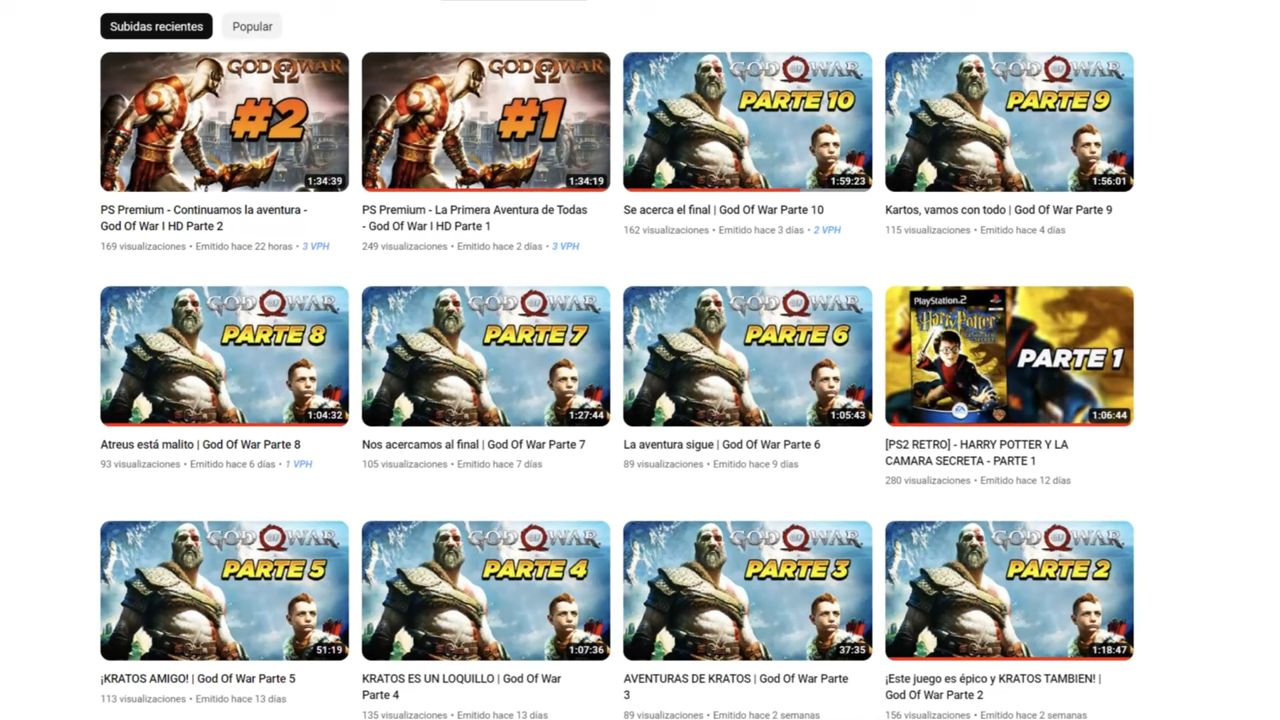 Subidas recientes
Popular
GOD OF WAR
#2
1:34:39
GOD OF WAR
#1
1:34:19
GOD OF WAR
PARTE 10
1:59:23
GOD OF WAR
PARTE 9
1:56:01
PS Premium - Continuamos la aventura -
God Of War I HD Parte 2
169 visualizaciones • Emitido hace 22 horas • 3 VPH
PS Premium - La Primera Aventura de Todas
- God Of War I HD Parte 1
249 visualizaciones • Emitido hace 2 días • 3 VPH
Se acerca el final | God Of War Parte 10
162 visualizaciones • Emitido hace 3 días • 2 VPH
Kartos, vamos con todo | God Of War Parte 9
115 visualizaciones • Emitido hace 4 días
GOD OF WAR
PARTE 8
1:04:32
GOD OF WAR
PARTE 7
1:27:44
GOD OF WAR
PARTE 6
1:05:43
PlayStation.2
Harry Potter
PARTE 1
EA
1:06:44
Atreus está malito | God Of War Parte 8
93 visualizaciones • Emitido hace 6 días • 1 VPH
Nos acercamos al final | God Of War Parte 7
105 visualizaciones • Emitido hace 7 días
La aventura sigue | God Of War Parte 6
89 visualizaciones • Emitido hace 9 días
[PS2 RETRO] - HARRY POTTER Y LA
CAMARA SECRETA - PARTE 1
280 visualizaciones • Emitido hace 12 días
GOD OF WAR
PARTE 5
51:19
GOD OF WAR
PARTE 4
1:07:36
GOD OF WAR
PARTE 3
37:35
GOD OF WAR
PARTE 2
1:18:47
¡KRATOS AMIGO! | God Of War Parte 5
113 visualizaciones • Emitido hace 13 días
KRATOS ES UN LOQUILLO | God Of War
Parte 4
135 visualizaciones • Emitido hace 13 días
AVENTURAS DE KRATOS | God Of War Parte
3
89 visualizaciones • Emitido hace 2 semanas
¡Este juego es épico y KRATOS TAMBIEN! |
God Of War Parte 2
156 visualizaciones • Emitido hace 2 semanas